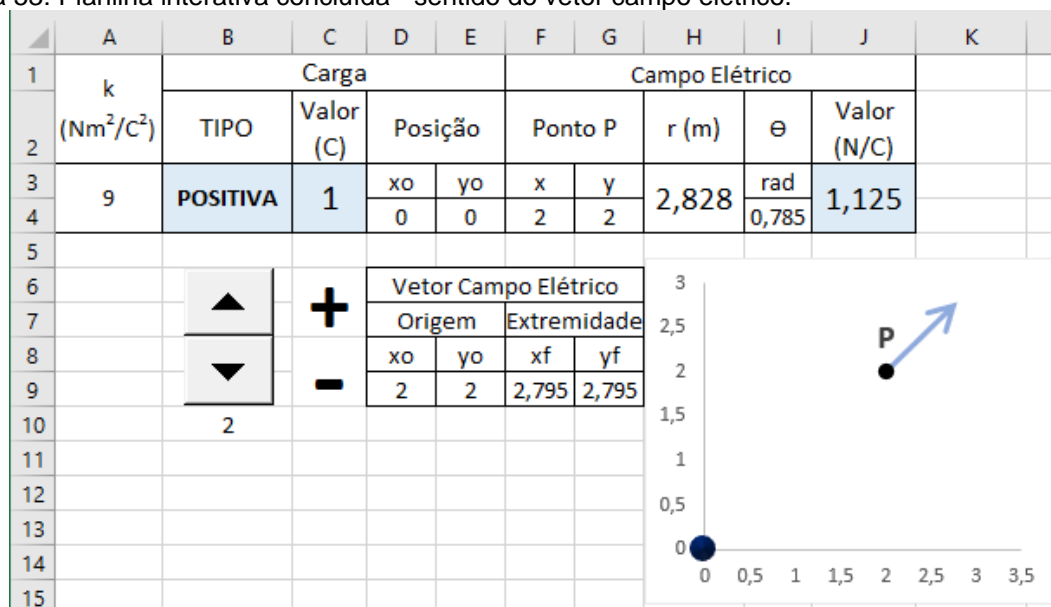 a 55. Planilha interativa concluída - sentido do vetor campo elétrico.
A B C D E F G H I J K
1 k Carga Campo Elétrico
2 (Nm²/C²) TIPO Valor (C) Posição Ponto P r (m) Θ Valor (N/C)
3 9 POSITIVA 1 xo yo x y 2,828 rad 1,125
4 0 0 2 2 0,785
5
6 + Vetor Campo Elétrico
7 Origem Extremidade
8 - xo yo xf yf
9 2 2 2,795 2,795
10 2
11
12
13
14
15
3
2,5 P
2
1,5
1
0,5
0
0 0,5 1 1,5 2 2,5 3 3,5